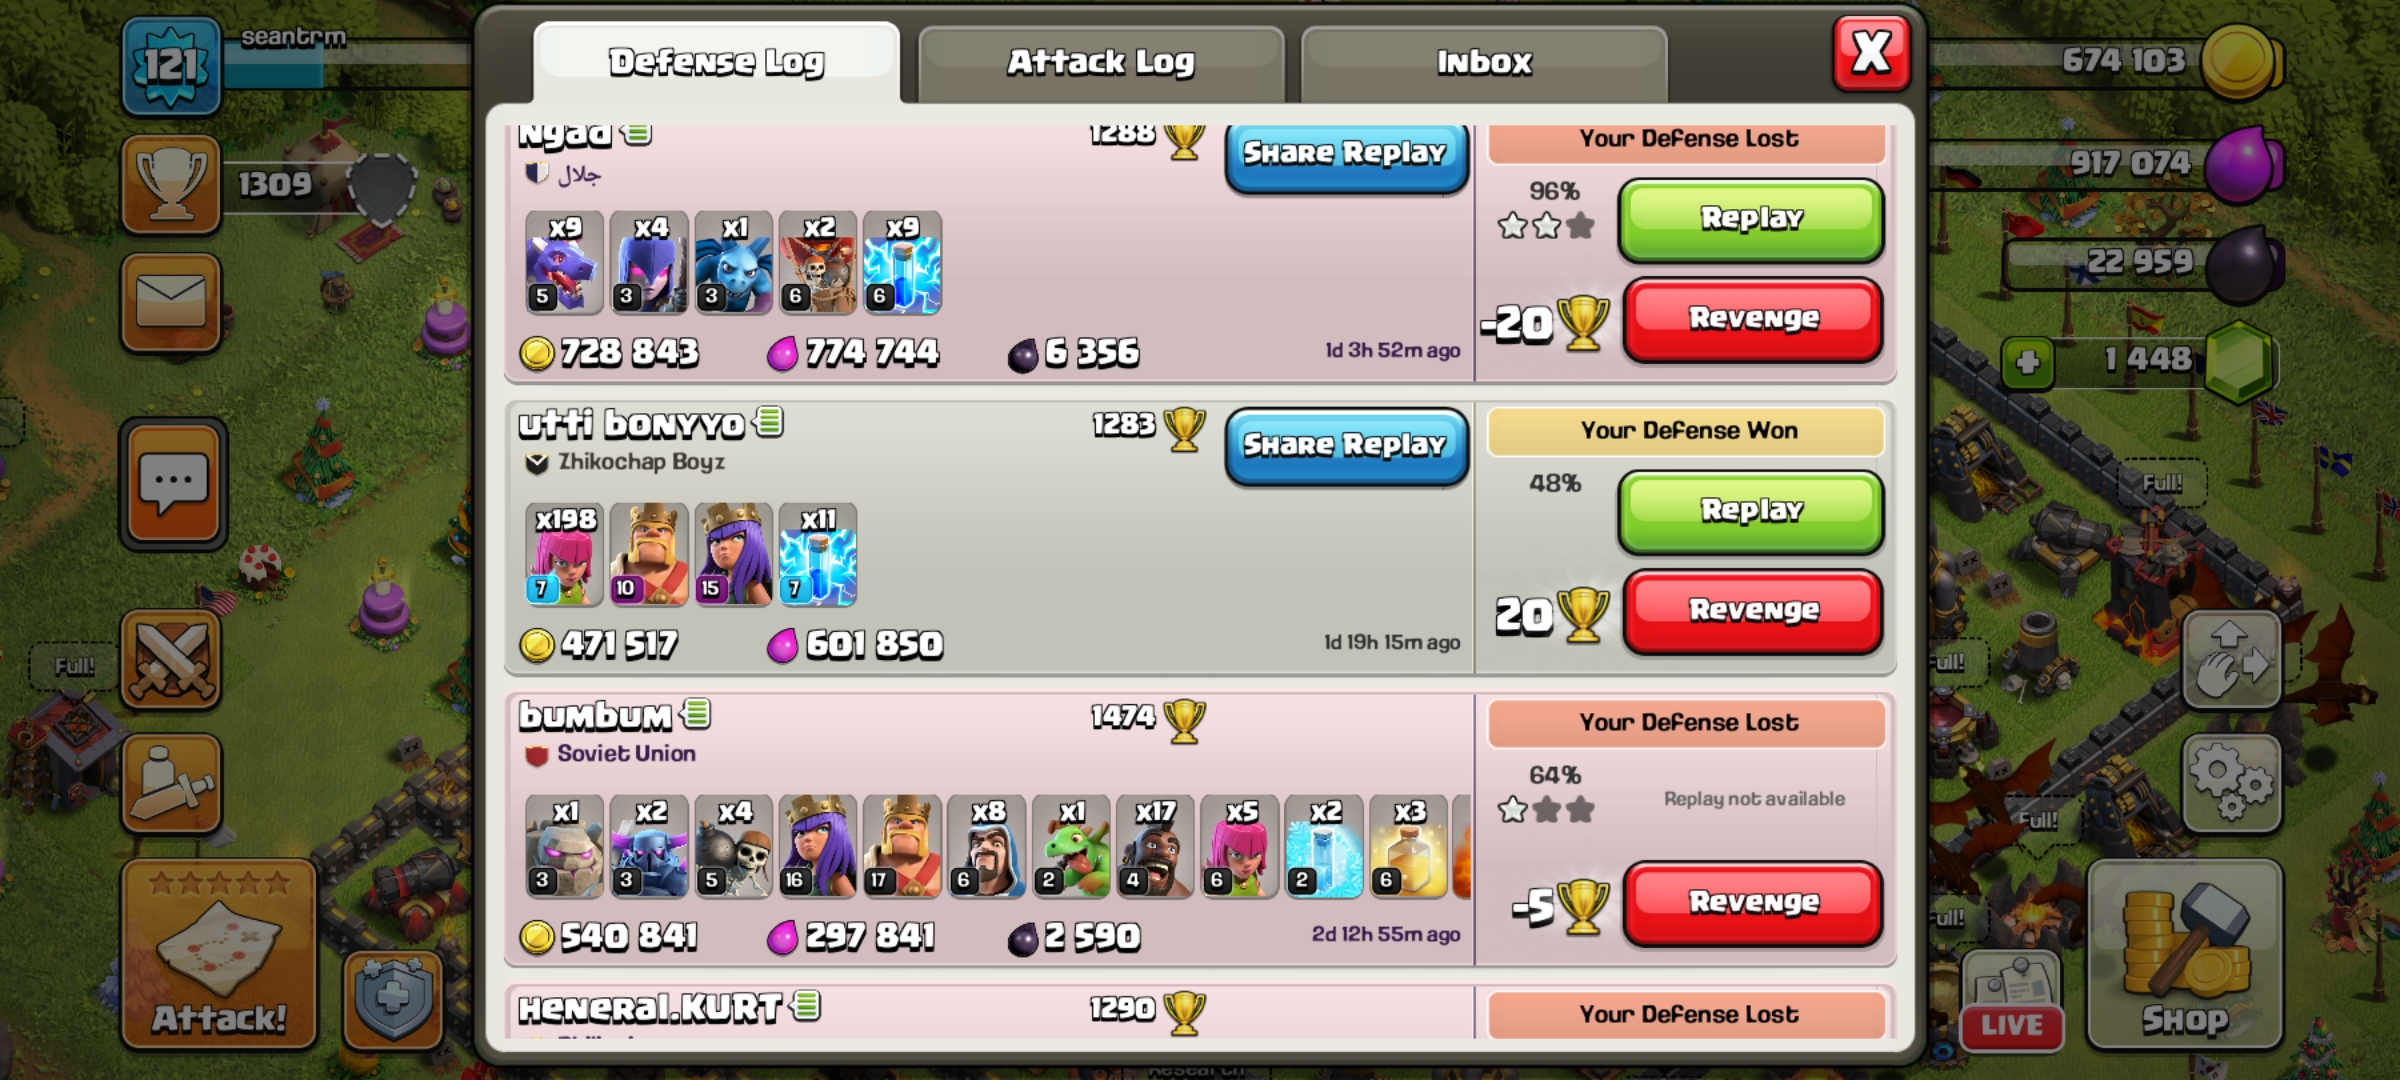 121
seantrm
1309
Full!
Attack!
Defense Log
Attack Log
Inbox
X
Ngad
جلال
1288
Share Replay
x9
x4
x1
x2
x9
5
3
3
6
6
728 843
774 744
6 356
1d 3h 52m ago
Your Defense Lost
96%
Replay
-20
Revenge
utti bonyyo
Zhikochap Boyz
1283
Share Replay
x198
x11
7
10
15
7
471 517
601 850
1d 19h 15m ago
Your Defense Won
48%
Replay
20
Revenge
bumbum
Soviet Union
1474
x1
x2
x4
x8
x1
x17
x5
x2
x3
3
3
5
16
17
6
2
4
6
2
6
540 841
297 841
2 590
2d 12h 55m ago
Your Defense Lost
64%
Replay not available
-5
Revenge
Heneral.KURT
1290
Your Defense Lost
Research
674 103
917 074
22 959
1 448
Full!
Full!
Full!
Full!
LIVE
Shop